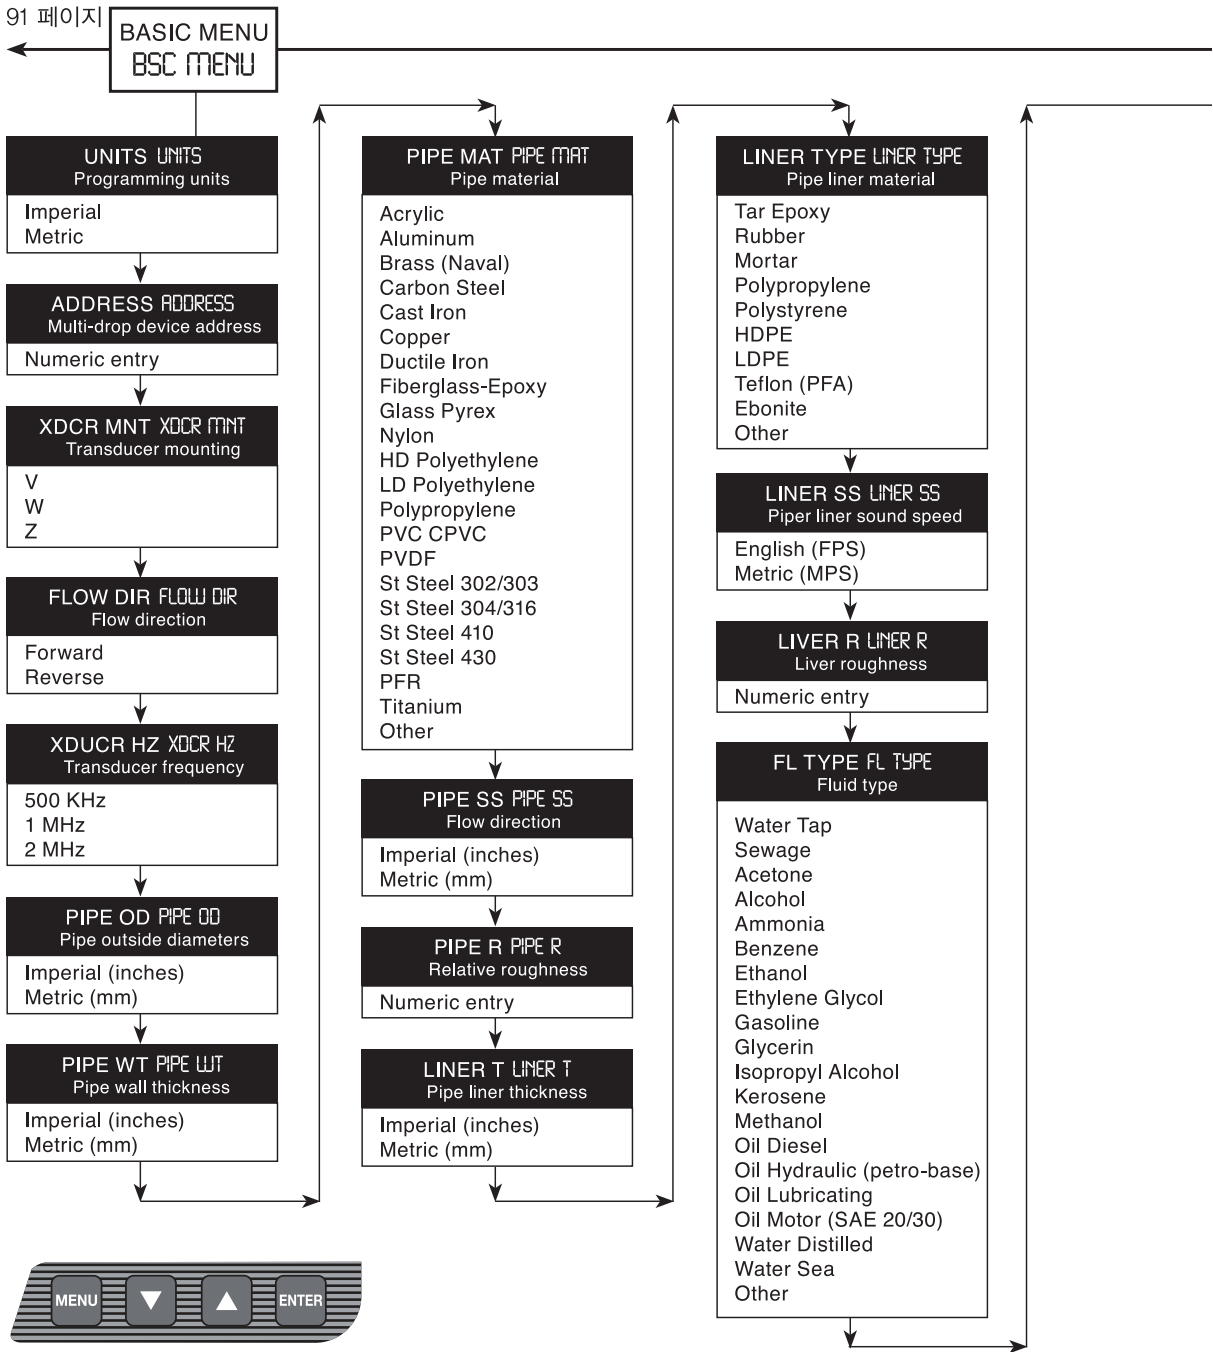 91 페이지
BASIC MENU
BSC MENU
UNITS UNITS
Programming units
Imperial
Metric
ADDRESS ADDRESS
Multi-drop device address
Numeric entry
XDCR MNT XDCR MNT
Transducer mounting
V
W
Z
FLOW DIR FLOW DIR
Flow direction
Forward
Reverse
XDUCR HZ XDCR HZ
Transducer frequency
500 KHz
1 MHz
2 MHz
PIPE OD PIPE OD
Pipe outside diameters
Imperial (inches)
Metric (mm)
PIPE WT PIPE WT
Pipe wall thickness
Imperial (inches)
Metric (mm)
PIPE MAT PIPE MAT
Pipe material
Acrylic
Aluminum
Brass (Naval)
Carbon Steel
Cast Iron
Copper
Ductile Iron
Fiberglass-Epoxy
Glass Pyrex
Nylon
HD Polyethylene
LD Polyethylene
Polypropylene
PVC CPVC
PVDF
St Steel 302/303
St Steel 304/316
St Steel 410
St Steel 430
PFR
Titanium
Other
PIPE SS PIPE SS
Flow direction
Imperial (inches)
Metric (mm)
PIPE R PIPE R
Relative roughness
Numeric entry
LINER T LINER T
Pipe liner thickness
Imperial (inches)
Metric (mm)
LINER TYPE LINER TYPE
Pipe liner material
Tar Epoxy
Rubber
Mortar
Polypropylene
Polystyrene
HDPE
LDPE
Teflon (PFA)
Ebonite
Other
LINER SS LINER SS
Piper liner sound speed
English (FPS)
Metric (MPS)
LIVER R LINER R
Liver roughness
Numeric entry
FL TYPE FL TYPE
Fluid type
Water Tap
Sewage
Acetone
Alcohol
Ammonia
Benzene
Ethanol
Ethylene Glycol
Gasoline
Glycerin
Isopropyl Alcohol
Kerosene
Methanol
Oil Diesel
Oil Hydraulic (petro-base)
Oil Lubricating
Oil Motor (SAE 20/30)
Water Distilled
Water Sea
Other
MENU
ENTER